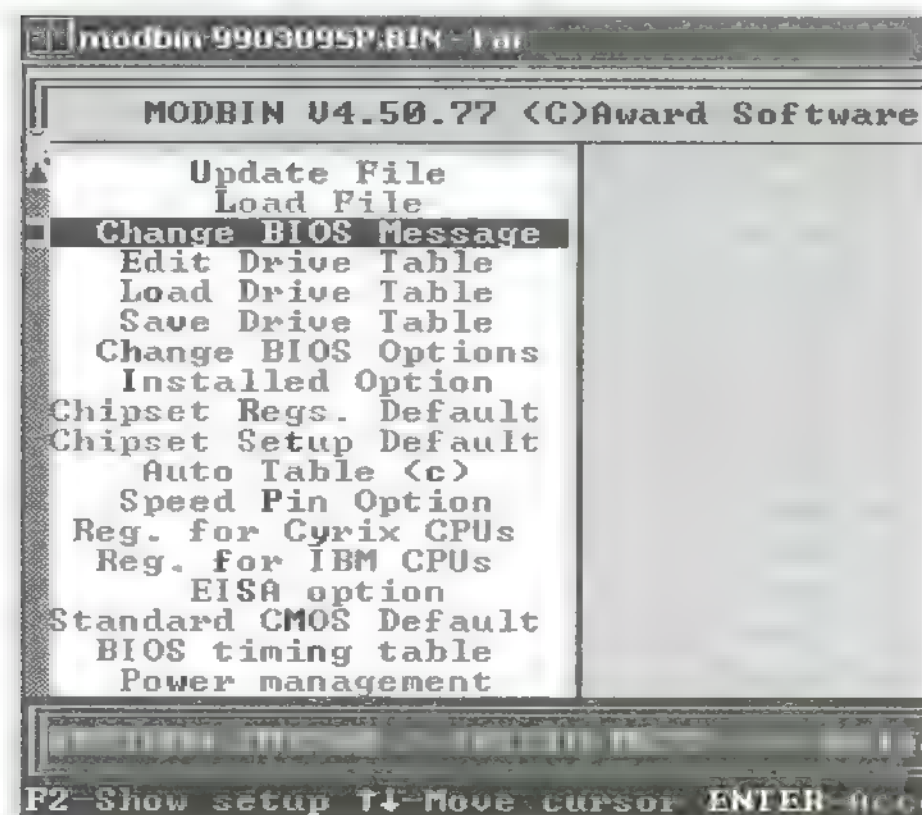 modbin 990309SP.BIN - Far
MODBIN V4.50.77 (C)Award Software
Update File
Load File
Change BIOS Message
Edit Drive Table
Load Drive Table
Save Drive Table
Change BIOS Options
Installed Option
Chipset Regs. Default
Chipset Setup Default
Auto Table (c)
Speed Pin Option
Reg. for Cyrix CPUs
Reg. for IBM CPUs
EISA option
Standard CMOS Default
BIOS timing table
Power management
F2-Show setup ↑↓-Move cursor ENTER-Acc